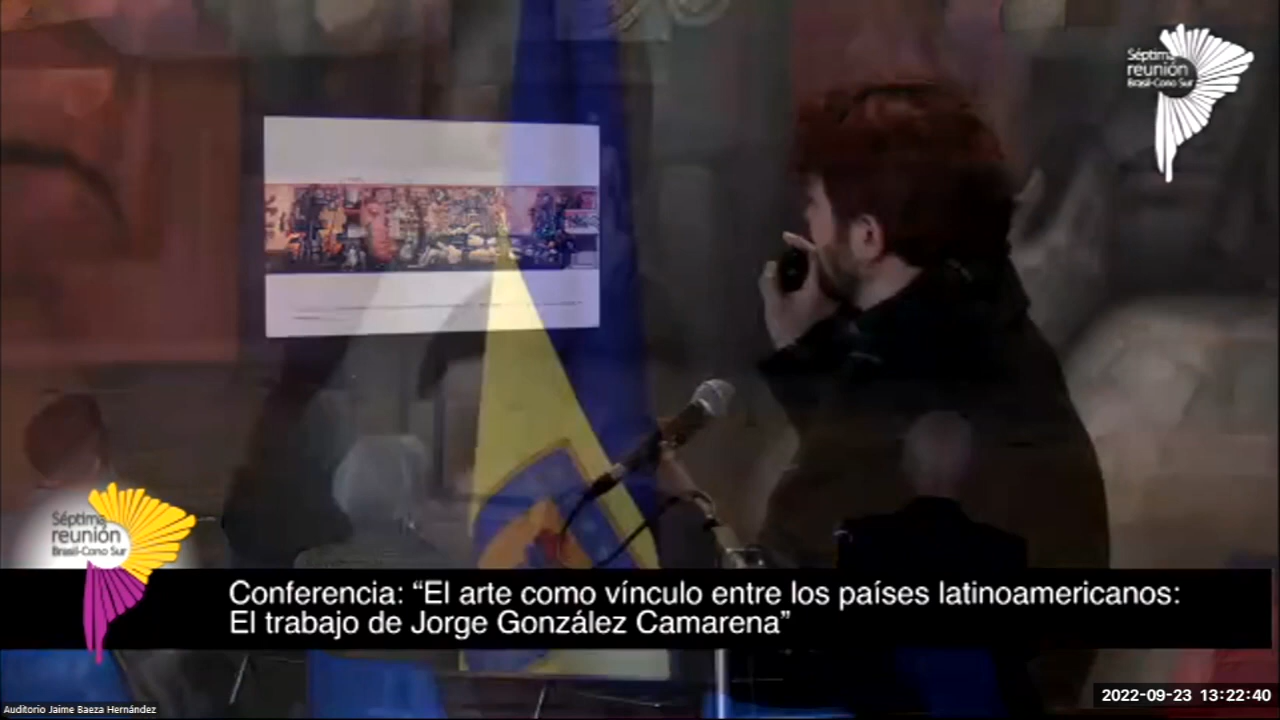 Séptima
reunión
Brasil-Cono Sur
Séptima
reunión
Brasil-Cono Sur
Conferencia: “El arte como vínculo entre los países latinoamericanos:
El trabajo de Jorge González Camarena”
Auditorio Jaime Baeza Hernández
2022-09-23 13:22:40